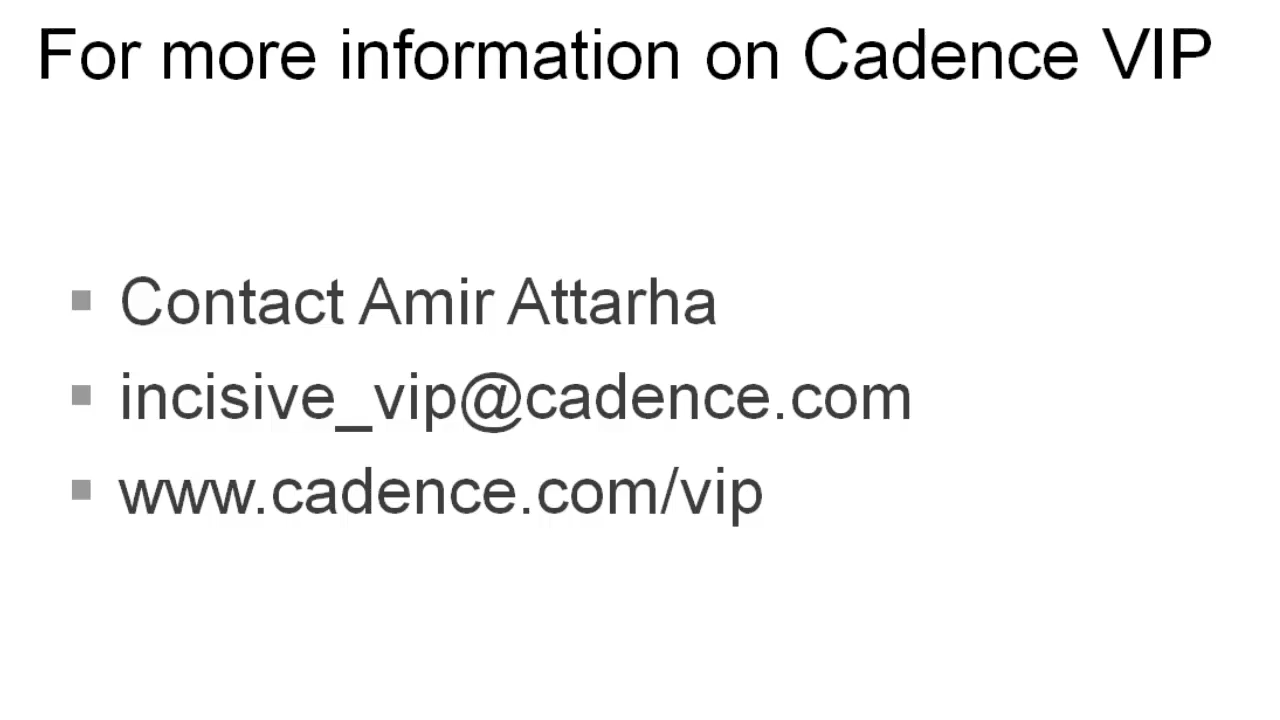 For more information on Cadence VIP
Contact Amir Attarha
incisive_vip@cadence.com
www.cadence.com/vip